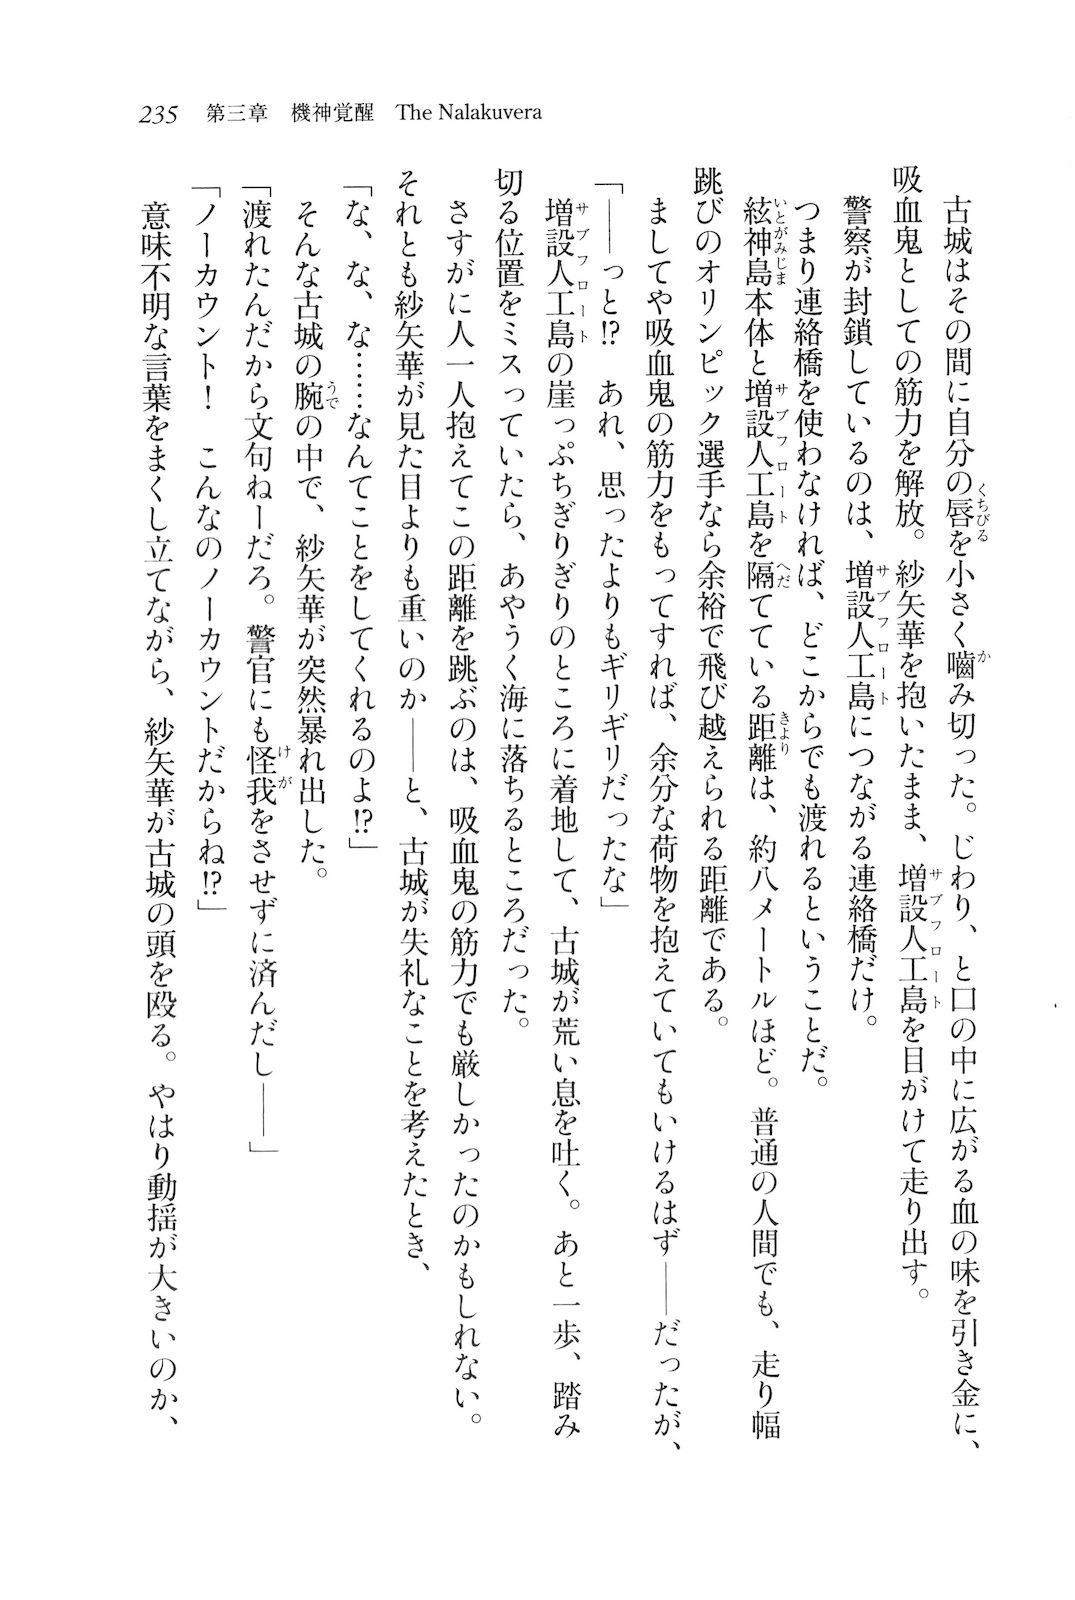 235　第三章　機神覚醒　The Nalakuvera
　古城はその間に自分の唇を小さく嚙み切った。じわり、と口の中に広がる血の味を引き金に、
吸血鬼としての筋力を解放。紗矢華を抱いたまま、増設人工島を目がけて走り出す。
　警察が封鎖しているのは、増設人工島につながる連絡橋だけ。
　つまり連絡橋を使わなければ、どこからでも渡れるということだ。
　絃神島本体と増設人工島を隔てている距離は、約八メートルほど。普通の人間でも、走り幅
跳びのオリンピック選手なら余裕で飛び越えられる距離である。
　ましてや吸血鬼の筋力をもってすれば、余分な荷物を抱えていてもいけるはず――だったが、
「――っと!?　あれ、思ったよりもギリギリだったな」
　増設人工島の崖っぷちぎりぎりのところに着地して、古城が荒い息を吐く。あと一歩、踏み
切る位置をミスっていたら、あやうく海に落ちるところだった。
　さすがに人一人抱えてこの距離を跳ぶのは、吸血鬼の筋力でも厳しかったのかもしれない。
それとも紗矢華が見た目よりも重いのか――と、古城が失礼なことを考えたとき、
「な、な、な……なんてことをしてくれるのよ!?」
　そんな古城の腕の中で、紗矢華が突然暴れ出した。
「渡れたんだから文句ねーだろ。警官にも怪我をさせずに済んだし――」
「ノーカウント！　こんなのノーカウントだからね!?」
　意味不明な言葉をまくし立てながら、紗矢華が古城の頭を殴る。やはり動揺が大きいのか、